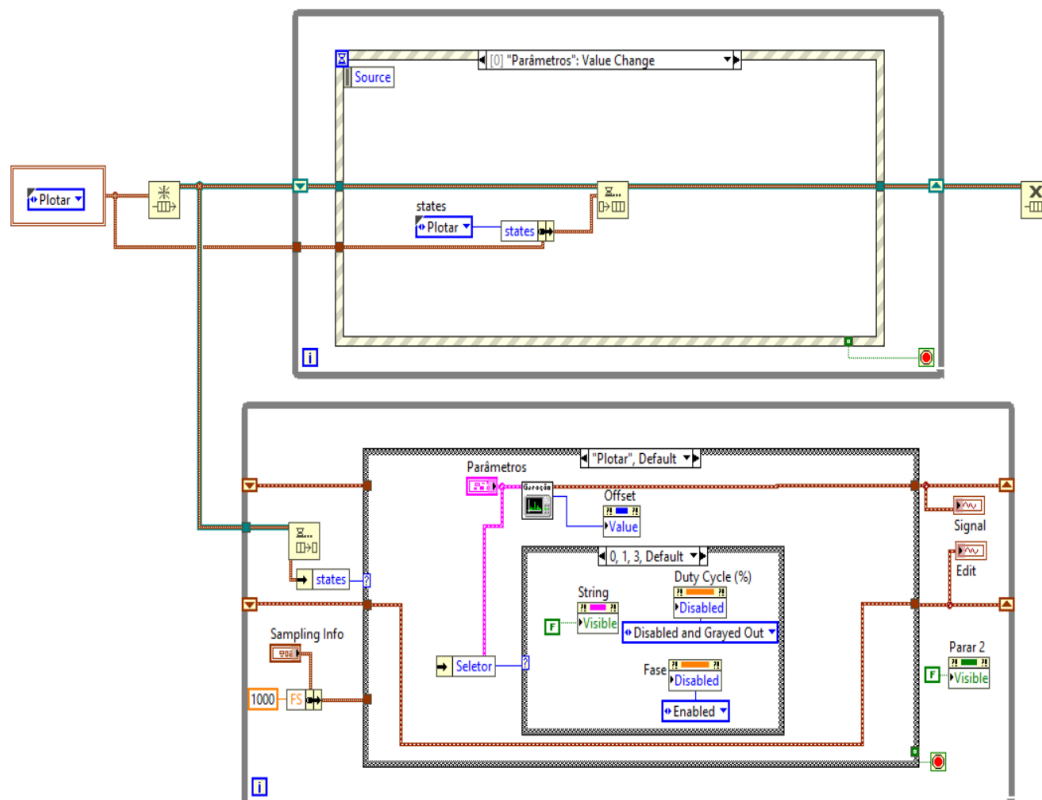 [0] "Parâmetros": Value Change
Source
Plotar
states
Plotar
states
i
"Plotar", Default
Parâmetros
Geração
Offset
Value
Signal
0, 1, 3, Default
Edit
states
String
Visible
F
Duty Cycle (%)
Disabled
Disabled and Grayed Out
Sampling Info
Seletor
Fase
Disabled
Enabled
Parar 2
F
Visible
1000
FS
i